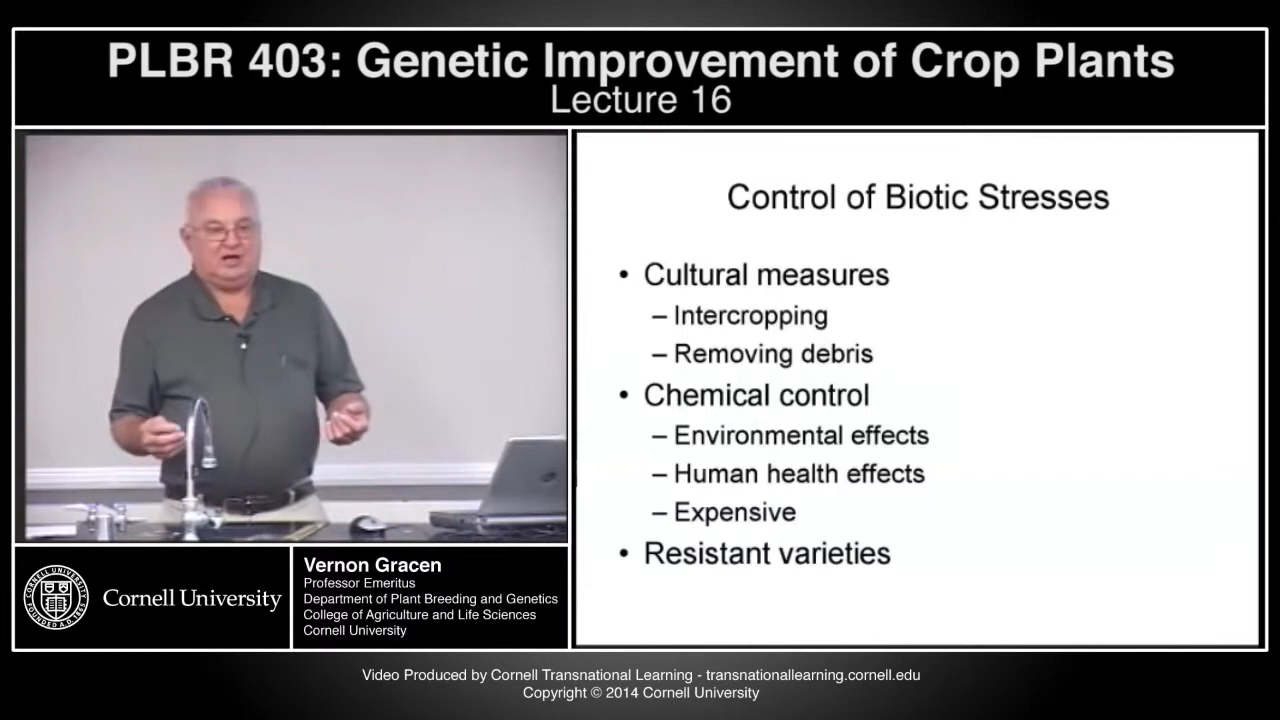 PLBR 403: Genetic Improvement of Crop Plants
Lecture 16
Control of Biotic Stresses
• Cultural measures
– Intercropping
– Removing debris
• Chemical control
– Environmental effects
– Human health effects
– Expensive
• Resistant varieties
Cornell University
Vernon Gracen
Professor Emeritus
Department of Plant Breeding and Genetics
College of Agriculture and Life Sciences
Cornell University
Video Produced by Cornell Transnational Learning - transnationallearning.cornell.edu
Copyright © 2014 Cornell University